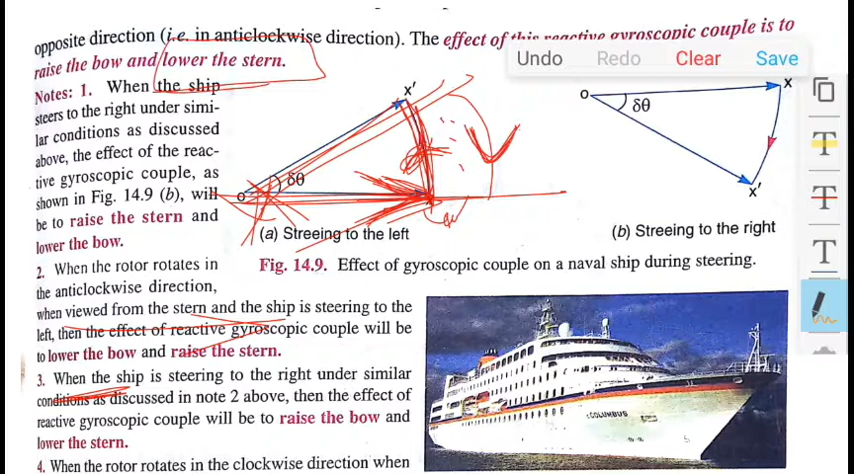 opposite direction (i.e. in anticlockwise direction). The effect of this reactive gyroscopic couple is to
raise the bow and lower the stern.
Undo Redo Clear Save
Notes: 1. When the ship
steers to the right under simi-
lar conditions as discussed
above, the effect of the reac-
tive gyroscopic couple, as
shown in Fig. 14.9 (b), will
be to raise the stern and
lower the bow.
2. When the rotor rotates in
the anticlockwise direction,
when viewed from the stern and the ship is steering to the
left, then the effect of reactive gyroscopic couple will be
to lower the bow and raise the stern.
3. When the ship is steering to the right under similar
conditions as discussed in note 2 above, then the effect of
reactive gyroscopic couple will be to raise the bow and
lower the stern.
4. When the rotor rotates in the clockwise direction when
x'
o
δθ
(a) Streeing to the left
o
δθ
x
x'
(b) Streeing to the right
Fig. 14.9. Effect of gyroscopic couple on a naval ship during steering.
COLUMBUS
T
T
T